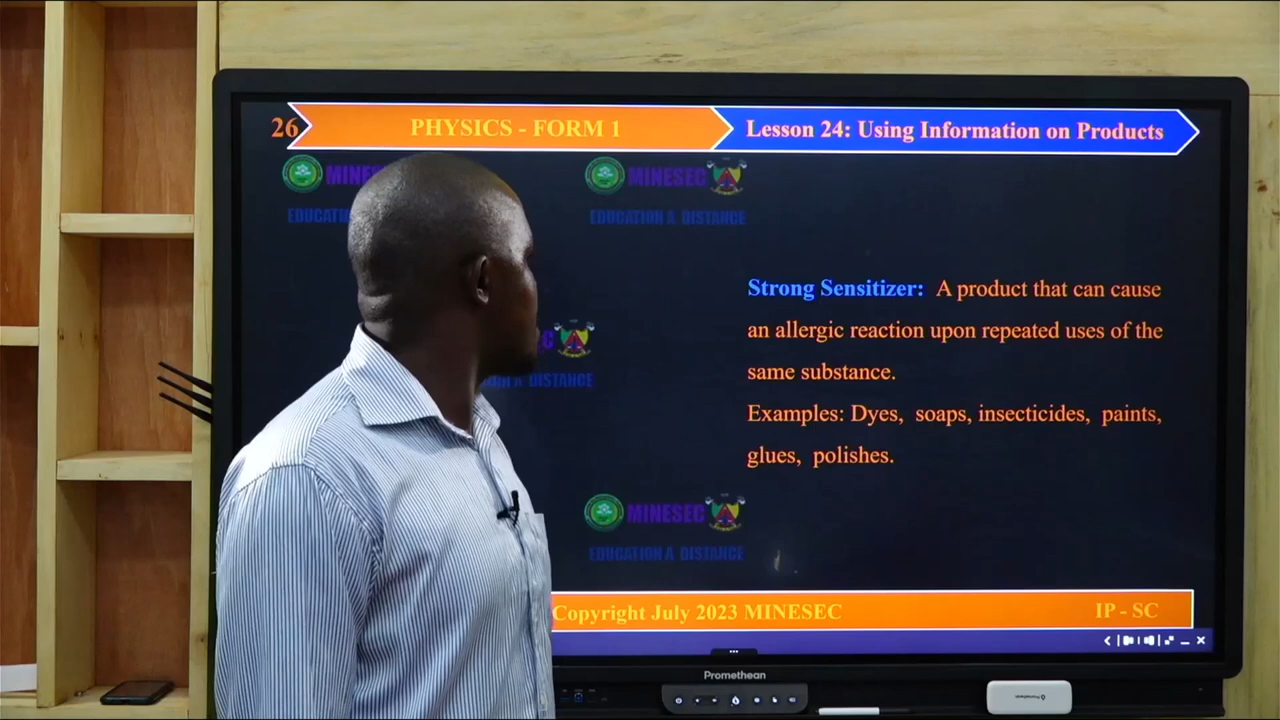 26
PHYSICS - FORM 1
Lesson 24: Using Information on Products
MINESEC
EDUCATION A DISTANCE
Strong Sensitizer: A product that can cause
an allergic reaction upon repeated uses of the
same substance.
Examples: Dyes, soaps, insecticides, paints,
glues, polishes.
DISTANCE
MINESEC
EDUCATION A DISTANCE
Copyright July 2023 MINESEC
IP - SC
Promethean